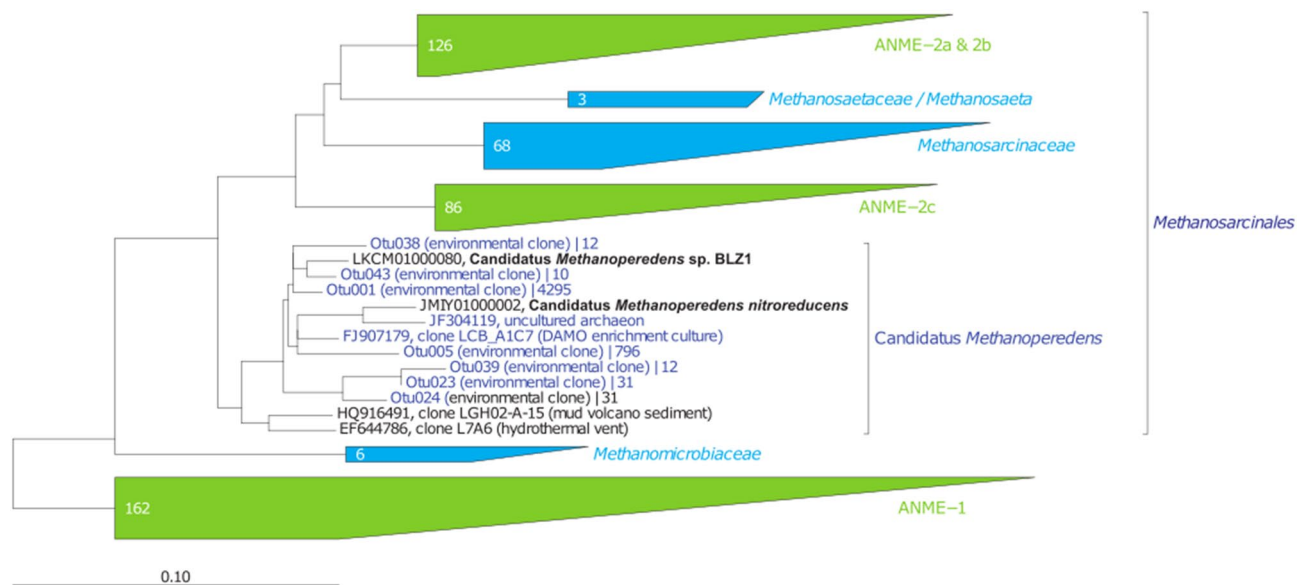 126
ANME−2a & 2b
3
Methanosaetaceae / Methanosaeta
68
Methanosarcinaceae
86
ANME−2c
Methanosarcinales
Otu038 (environmental clone) | 12
LKCM01000080, Candidatus Methanoperedens sp. BLZ1
Otu043 (environmental clone) | 10
Otu001 (environmental clone) | 4295
JMIY01000002, Candidatus Methanoperedens nitroreducens
JF304119, uncultured archaeon
FJ907179, clone LCB_A1C7 (DAMO enrichment culture)
Candidatus Methanoperedens
Otu005 (environmental clone) | 796
Otu039 (environmental clone) | 12
Otu023 (environmental clone) | 31
Otu024 (environmental clone) | 31
HQ916491, clone LGH02-A-15 (mud volcano sediment)
EF644786, clone L7A6 (hydrothermal vent)
6
Methanomicrobiaceae
162
ANME−1
0.10